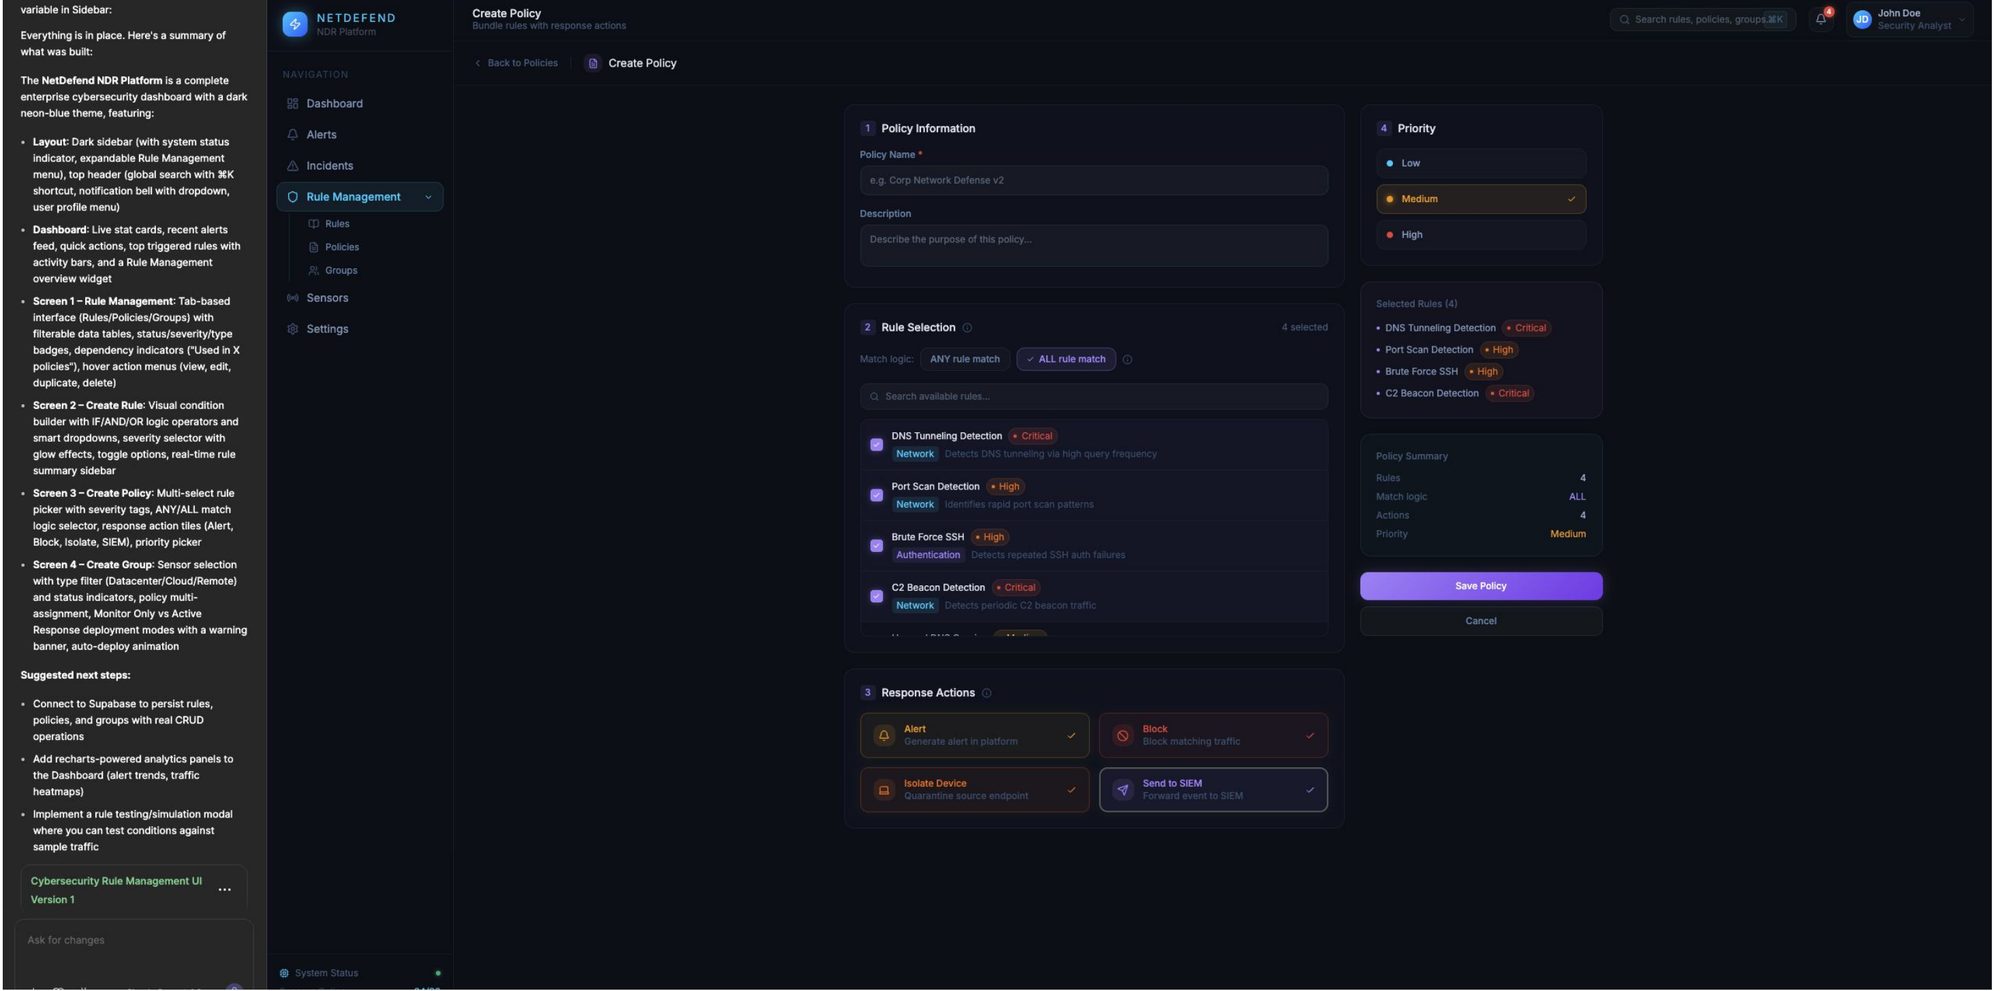 variable in Sidebar:
Everything is in place. Here's a summary of
what was built:
The NetDefend NDR Platform is a complete
enterprise cybersecurity dashboard with a dark
neon-blue theme, featuring:
• Layout: Dark sidebar (with system status
indicator, expandable Rule Management
menu), top header (global search with ⌘K
shortcut, notification bell with dropdown,
user profile menu)
• Dashboard: Live stat cards, recent alerts
feed, quick actions, top triggered rules with
activity bars, and a Rule Management
overview widget
• Screen 1 – Rule Management: Tab-based
interface (Rules/Policies/Groups) with
filterable data tables, status/severity/type
badges, dependency indicators ("Used in X
policies"), hover action menus (view, edit,
duplicate, delete)
• Screen 2 – Create Rule: Visual condition
builder with IF/AND/OR logic operators and
smart dropdowns, severity selector with
glow effects, toggle options, real-time rule
summary sidebar
• Screen 3 – Create Policy: Multi-select rule
picker with severity tags, ANY/ALL match
logic selector, response action tiles (Alert,
Block, Isolate, SIEM), priority picker
• Screen 4 – Create Group: Sensor selection
with type filter (Datacenter/Cloud/Remote)
and status indicators, policy multi-
assignment, Monitor Only vs Active
Response deployment modes with a warning
banner, auto-deploy animation
Suggested next steps:
• Connect to Supabase to persist rules,
policies, and groups with real CRUD
operations
• Add recharts-powered analytics panels to
the Dashboard (alert trends, traffic
heatmaps)
• Implement a rule testing/simulation modal
where you can test conditions against
sample traffic
Cybersecurity Rule Management UI
Version 1
Ask for changes
NETDEFEND
NDR Platform
NAVIGATION
Dashboard
Alerts
Incidents
Rule Management
Rules
Policies
Groups
Sensors
Settings
System Status
Create Policy
Bundle rules with response actions
Search rules, policies, groups... ⌘K
4
JD
John Doe
Security Analyst
Back to Policies
Create Policy
1 Policy Information
Policy Name *
e.g. Corp Network Defense v2
Description
Describe the purpose of this policy...
2 Rule Selection
4 selected
Match logic: ANY rule match ALL rule match
Search available rules...
DNS Tunneling Detection • Critical
Network Detects DNS tunneling via high query frequency
Port Scan Detection • High
Network Identifies rapid port scan patterns
Brute Force SSH • High
Authentication Detects repeated SSH auth failures
C2 Beacon Detection • Critical
Network Detects periodic C2 beacon traffic
3 Response Actions
Alert
Generate alert in platform
Block
Block matching traffic
Isolate Device
Quarantine source endpoint
Send to SIEM
Forward event to SIEM
4 Priority
Low
Medium
High
Selected Rules (4)
• DNS Tunneling Detection • Critical
• Port Scan Detection • High
• Brute Force SSH • High
• C2 Beacon Detection • Critical
Policy Summary
Rules 4
Match logic ALL
Actions 4
Priority Medium
Save Policy
Cancel